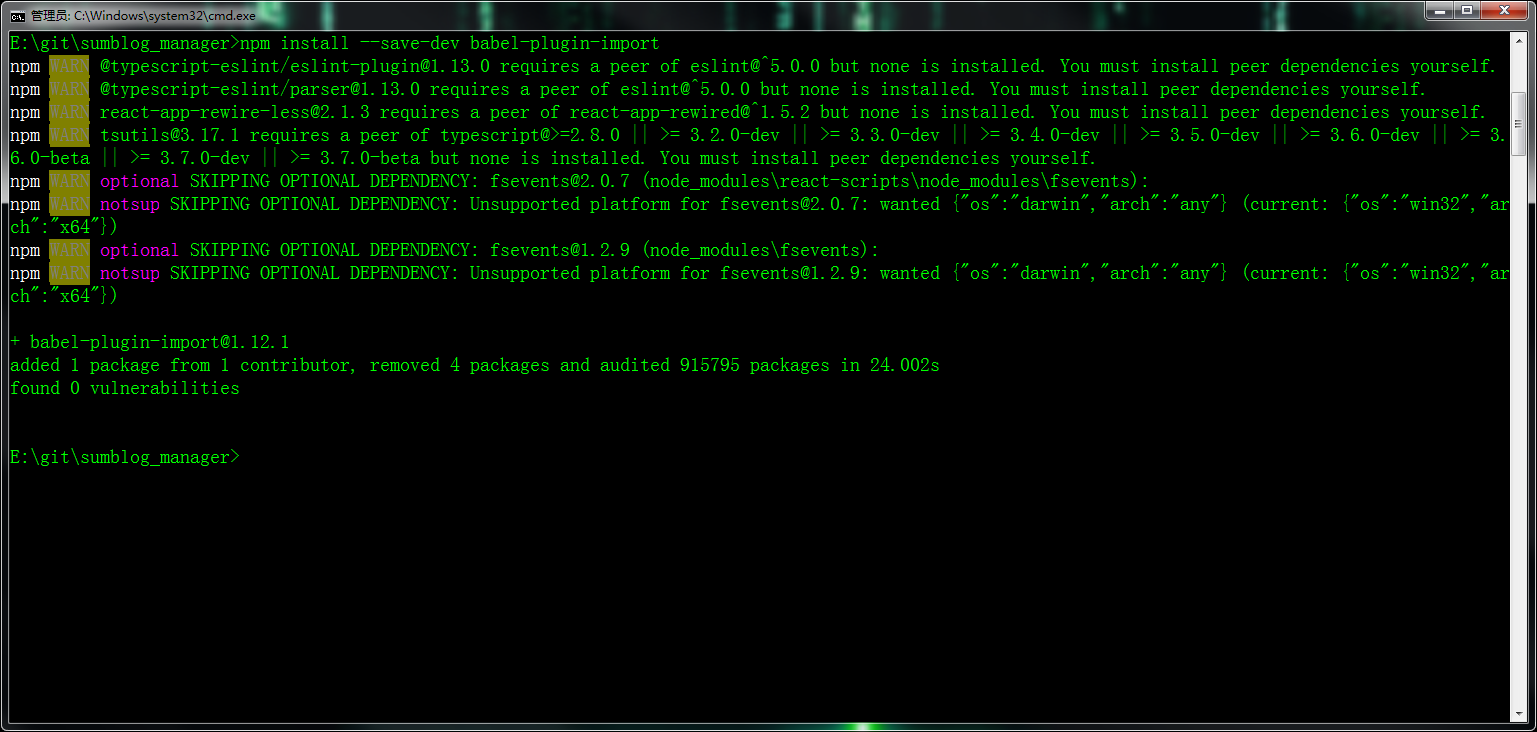 管理员: C:\Windows\system32\cmd.exe
E:\git\sumblog_manager>npm install --save-dev babel-plugin-import
npm WARN @typescript-eslint/eslint-plugin@1.13.0 requires a peer of eslint@^5.0.0 but none is installed. You must install peer dependencies yourself.
npm WARN @typescript-eslint/parser@1.13.0 requires a peer of eslint@^5.0.0 but none is installed. You must install peer dependencies yourself.
npm WARN react-app-rewire-less@2.1.3 requires a peer of react-app-rewired@^1.5.2 but none is installed. You must install peer dependencies yourself.
npm WARN tsutils@3.17.1 requires a peer of typescript@>=2.8.0 || >= 3.2.0-dev || >= 3.3.0-dev || >= 3.4.0-dev || >= 3.5.0-dev || >= 3.6.0-dev || >= 3.
6.0-beta || >= 3.7.0-dev || >= 3.7.0-beta but none is installed. You must install peer dependencies yourself.
npm WARN optional SKIPPING OPTIONAL DEPENDENCY: fsevents@2.0.7 (node_modules\react-scripts\node_modules\fsevents):
npm WARN notsup SKIPPING OPTIONAL DEPENDENCY: Unsupported platform for fsevents@2.0.7: wanted {"os":"darwin","arch":"any"} (current: {"os":"win32","ar
ch":"x64"})
npm WARN optional SKIPPING OPTIONAL DEPENDENCY: fsevents@1.2.9 (node_modules\fsevents):
npm WARN notsup SKIPPING OPTIONAL DEPENDENCY: Unsupported platform for fsevents@1.2.9: wanted {"os":"darwin","arch":"any"} (current: {"os":"win32","ar
ch":"x64"})
+ babel-plugin-import@1.12.1
added 1 package from 1 contributor, removed 4 packages and audited 915795 packages in 24.002s
found 0 vulnerabilities
E:\git\sumblog_manager>